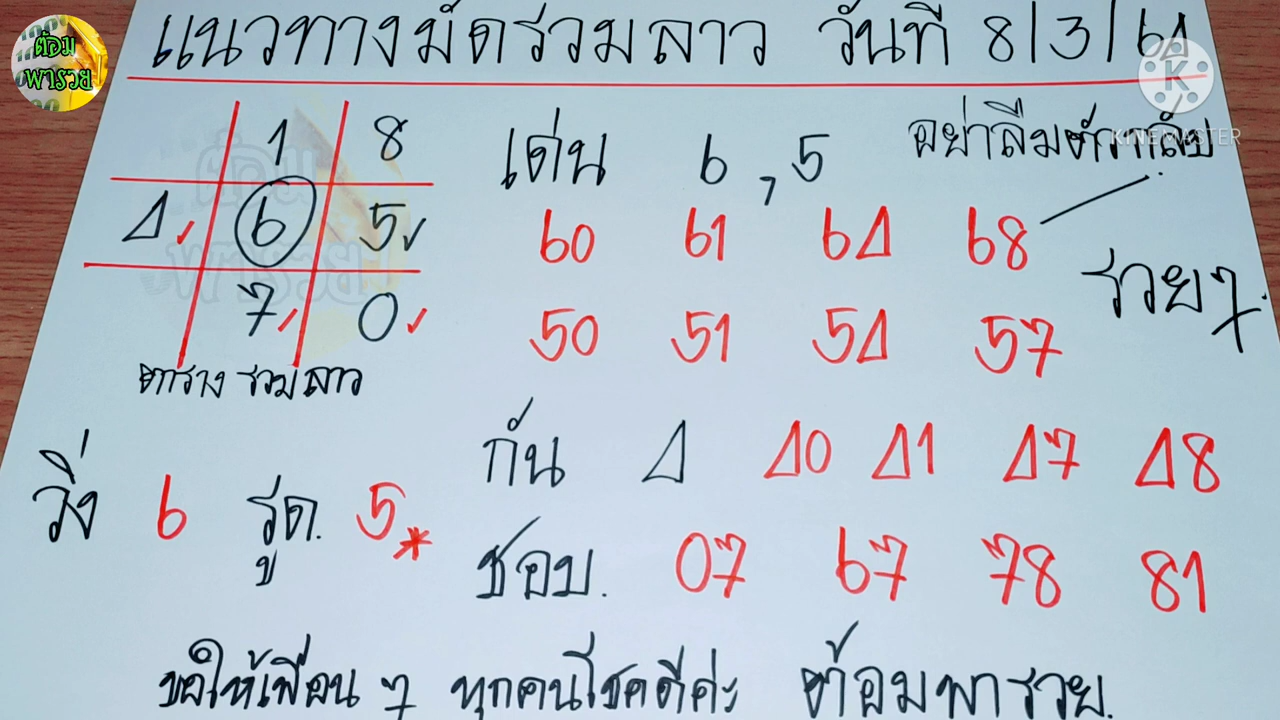 ต้อม
พารวย
แนวทางมัดรวมลาว วันที่ 8/3/64
KINEMASTER
1 8
4 6 5
7 0
ตารางรวมลาว
เด่น 6,5
อย่าลืมตัวกลับ
60 61 64 68
รวยๆ
50 51 54 57
กัน 4 40 41 47 48
วิ่ง 6 รูด. 5*
ชอบ. 07 67 78 81
ขอให้เพื่อนๆ ทุกคนโชคดีค่ะ ต้อมพารวย.